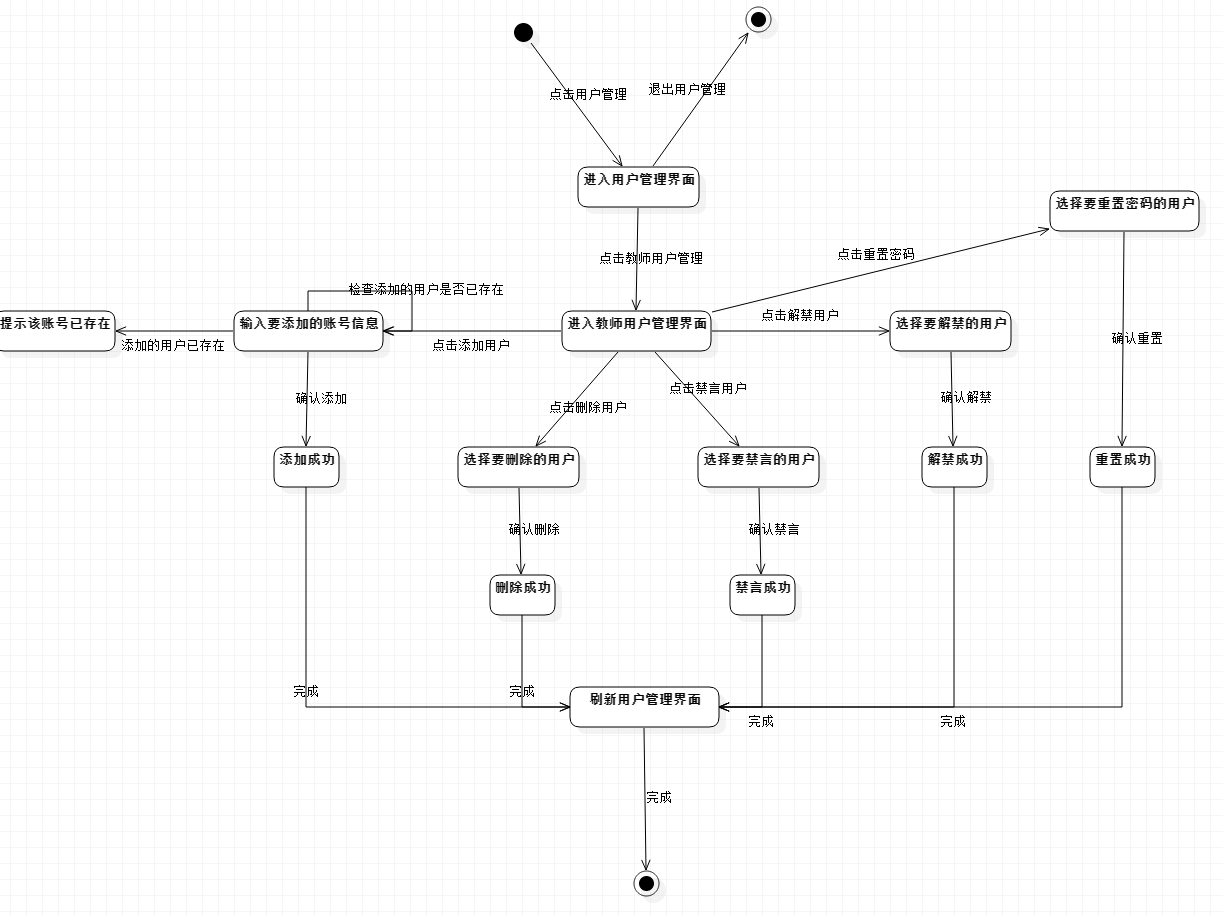 点击用户管理
退出用户管理
进入用户管理界面
选择要重置密码的用户
点击教师用户管理
点击重置密码
检查添加的用户是否已存在
提示该账号已存在
输入要添加的账号信息
进入教师用户管理界面
点击解禁用户
选择要解禁的用户
添加的用户已存在
点击添加用户
确认重置
确认添加
点击删除用户
点击禁言用户
确认解禁
添加成功
选择要删除的用户
选择要禁言的用户
解禁成功
重置成功
确认删除
确认禁言
删除成功
禁言成功
完成
完成
刷新用户管理界面
完成
完成
完成